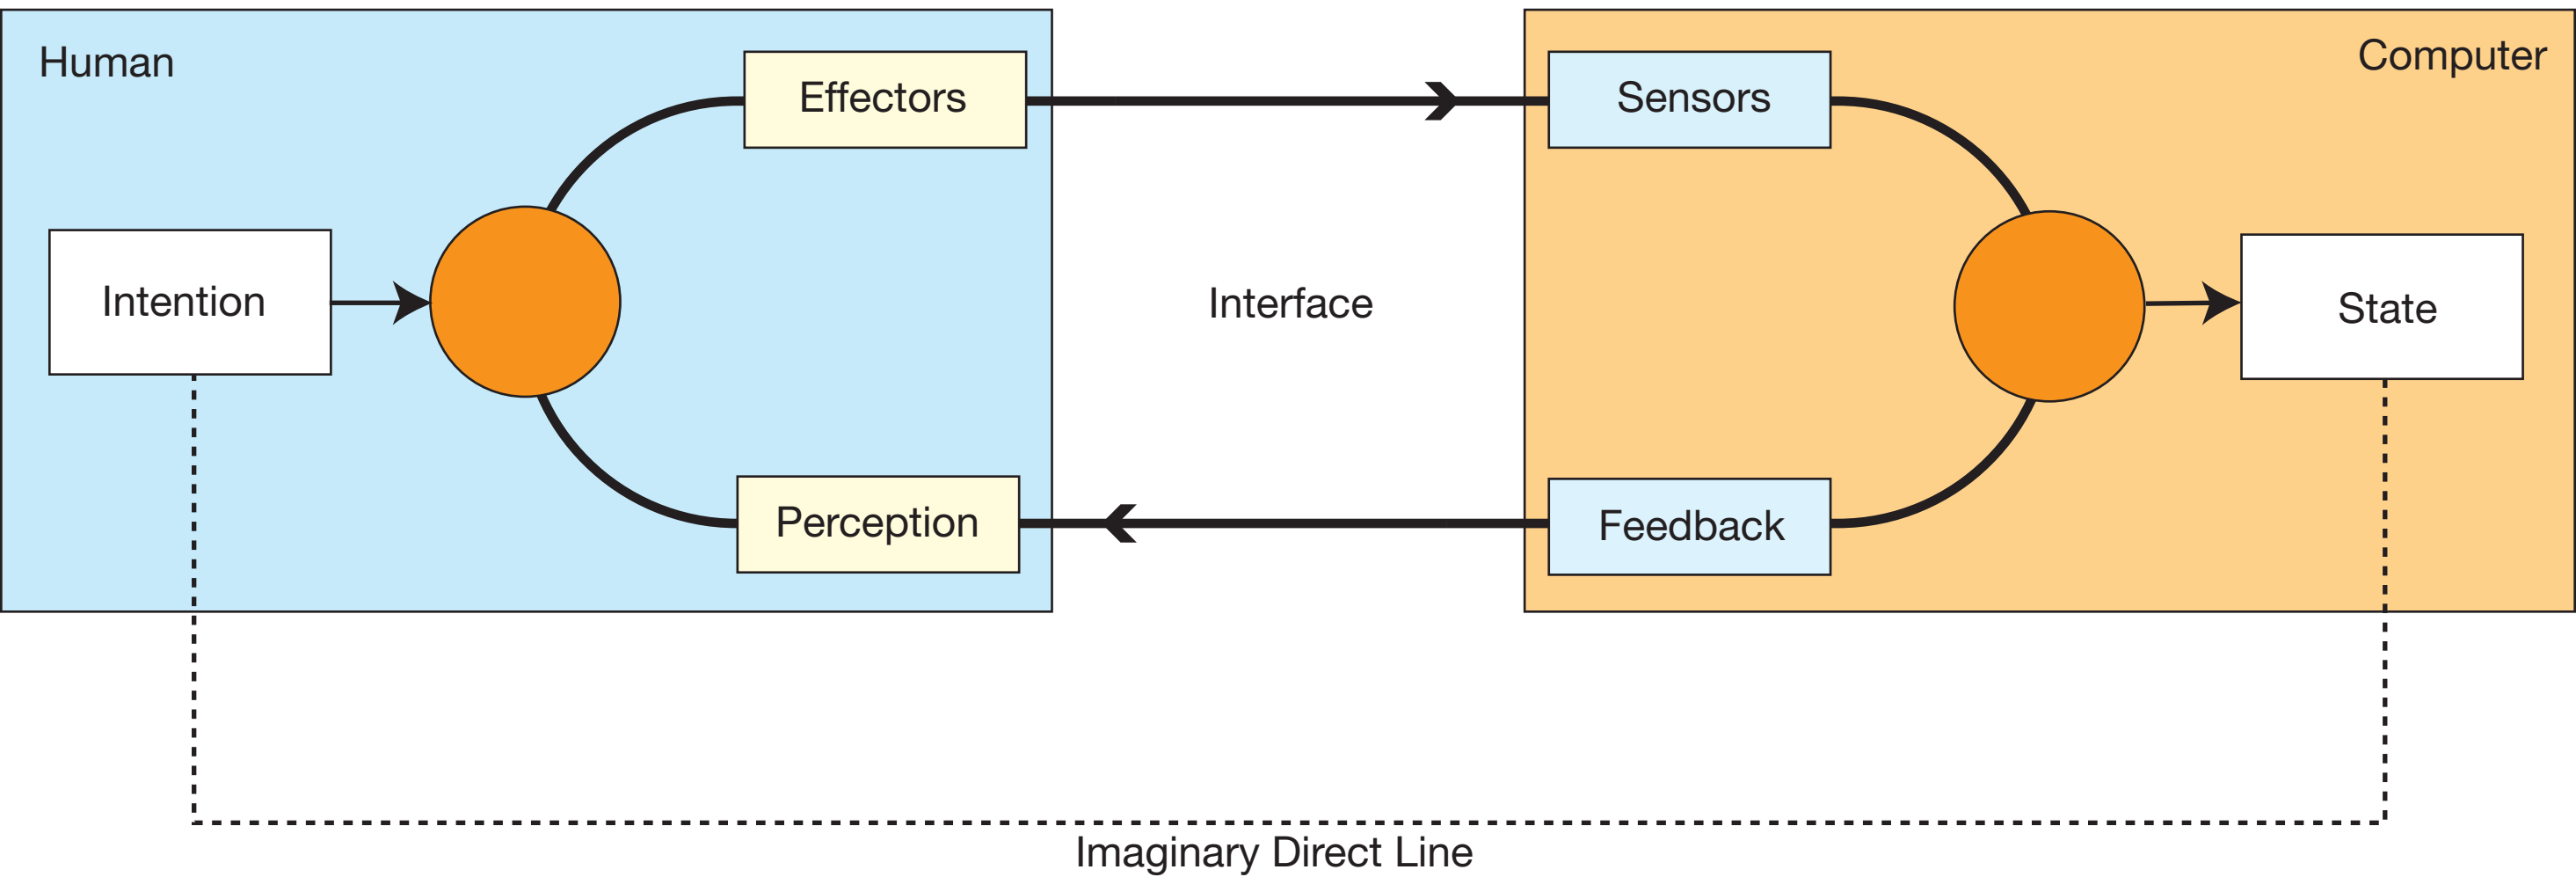 Human
Computer
Effectors
Sensors
Intention
Interface
State
Perception
Feedback
Imaginary Direct Line